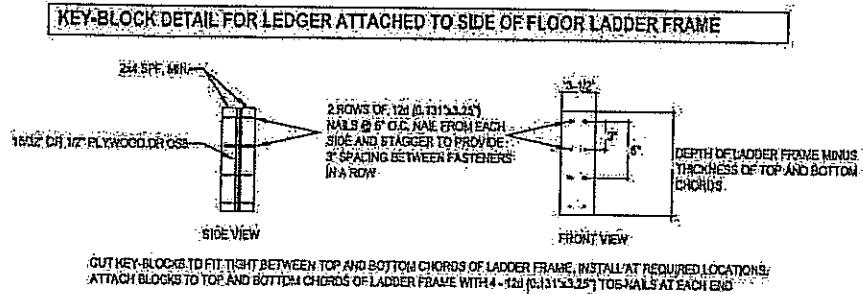 KEY-BLOCK DETAIL FOR LEDGER ATTACHED TO SIDE OF FLOOR LADDER FRAME
2x4 SPF, MIN.
15/32" OR 1/2" PLYWOOD OR OSB
SIDE VIEW
2 ROWS OF 12d (0.131"x3.25")
NAILS @ 6" O.C. NAIL FROM EACH
SIDE AND STAGGER TO PROVIDE
3" SPACING BETWEEN FASTENERS
IN A ROW
3-1/2"
3"
6"
DEPTH OF LADDER FRAME MINUS
THICKNESS OF TOP AND BOTTOM
CHORDS.
FRONT VIEW
CUT KEY-BLOCKS TO FIT TIGHT BETWEEN TOP AND BOTTOM CHORDS OF LADDER FRAME, INSTALL AT REQUIRED LOCATIONS.
ATTACH BLOCKS TO TOP AND BOTTOM CHORDS OF LADDER FRAME WITH 4 - 12d (0.131"x3.25") TOE-NAILS AT EACH END